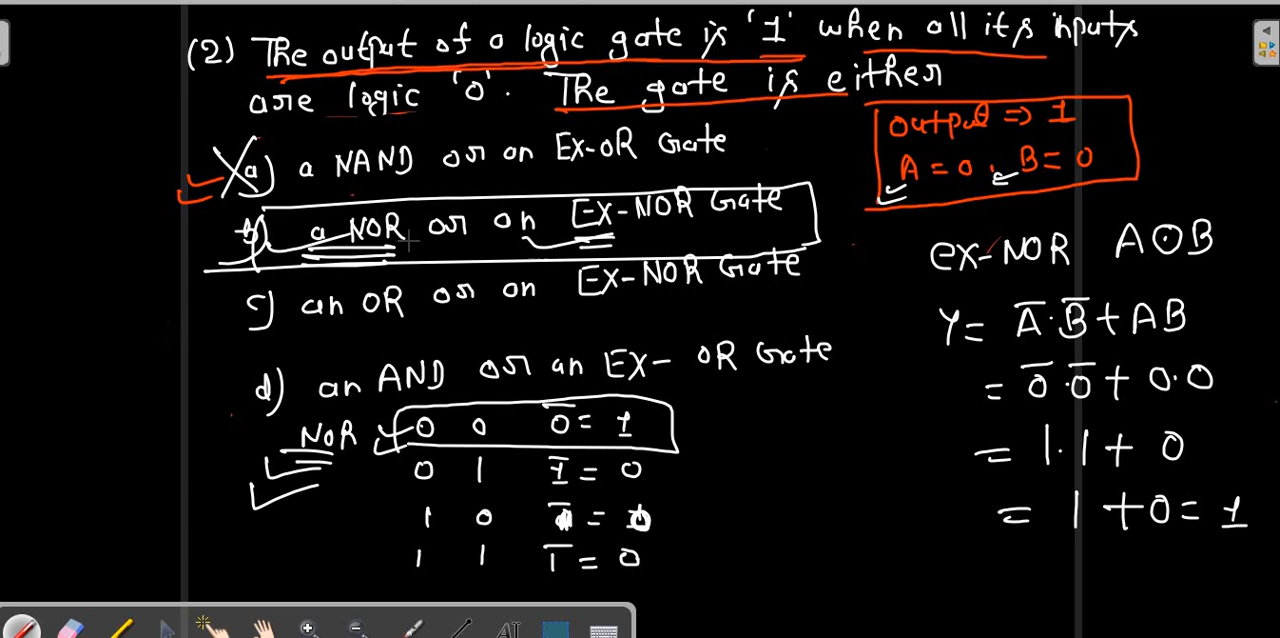 (2) The output of a logic gate is '1' when all its inputs
are logic '0'. The gate is either
output => 1
A = 0, B = 0
a) a NAND or an Ex-OR Gate
b) a NOR or an EX-NOR Gate
c) an OR or an EX-NOR Gate
d) an AND or an EX-OR Gate
NOR 0 0 0̅ = 1
0 1 1̅ = 0
1 0 = 0
1 1 1̅ = 0
ex-NOR A⊙B
Y = A̅·B̅ + AB
= 0̅·0̅ + 0·0
= 1·1 + 0
= 1 + 0 = 1
AI